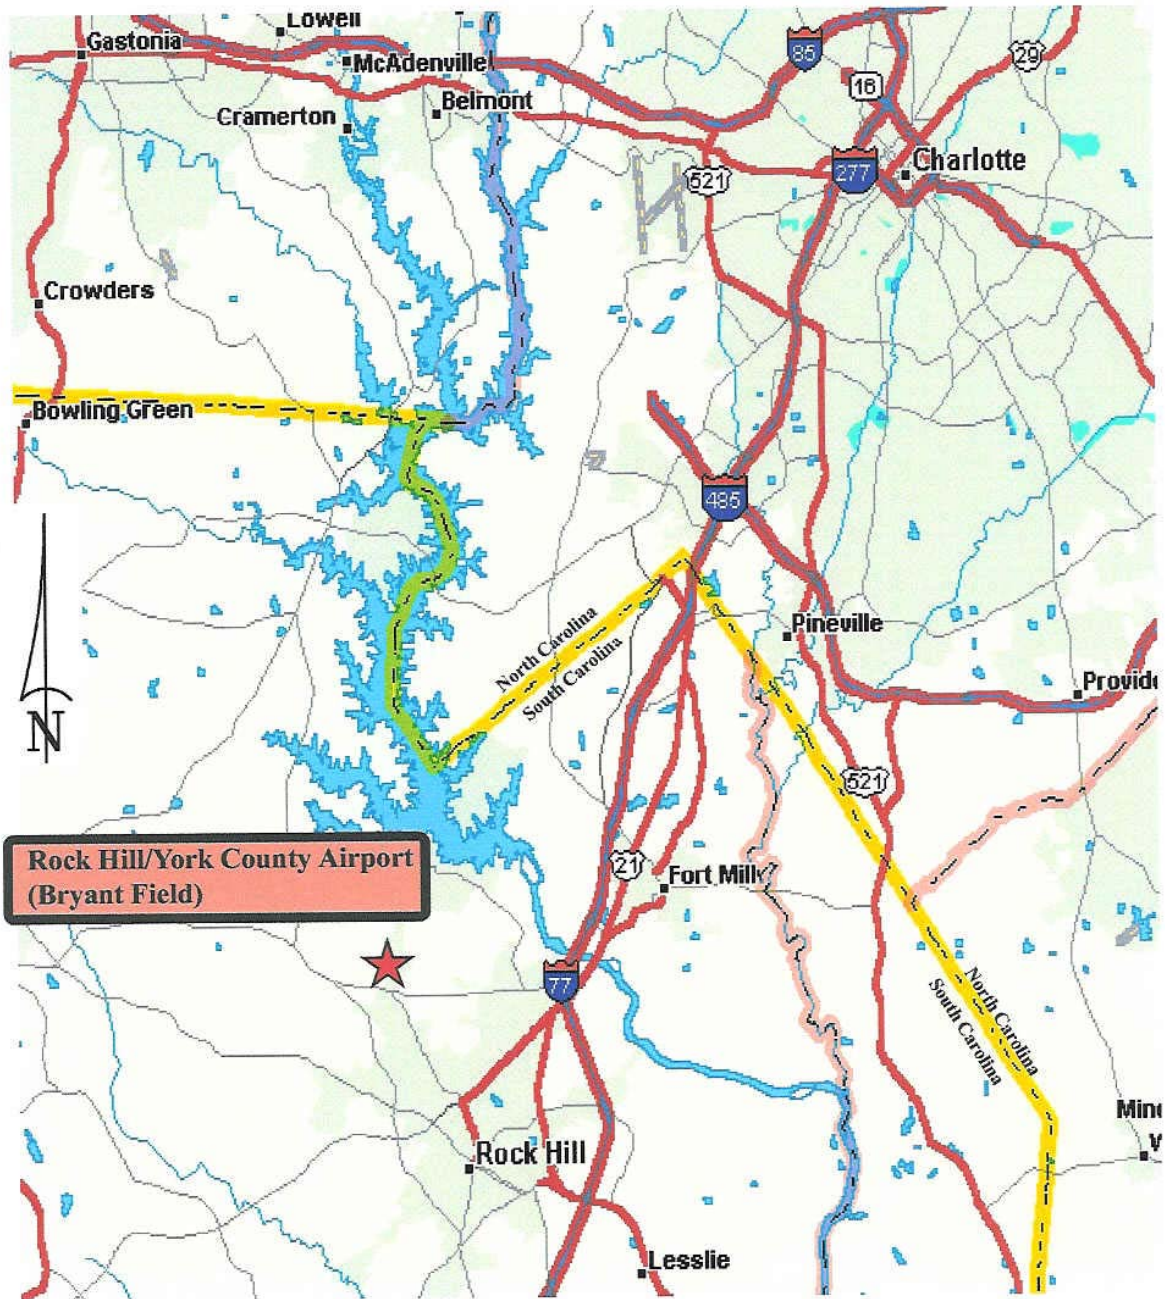 Lowell
Gastonia
McAdenville
85
29
16
Belmont
Cramerton
Charlotte
277
521
Crowders
Bowling Green
485
North Carolina
South Carolina
Pineville
N
Provid
521
Rock Hill/York County Airport
(Bryant Field)
21
Fort Mill
77
North Carolina
South Carolina
Min
Rock Hill
Lesslie